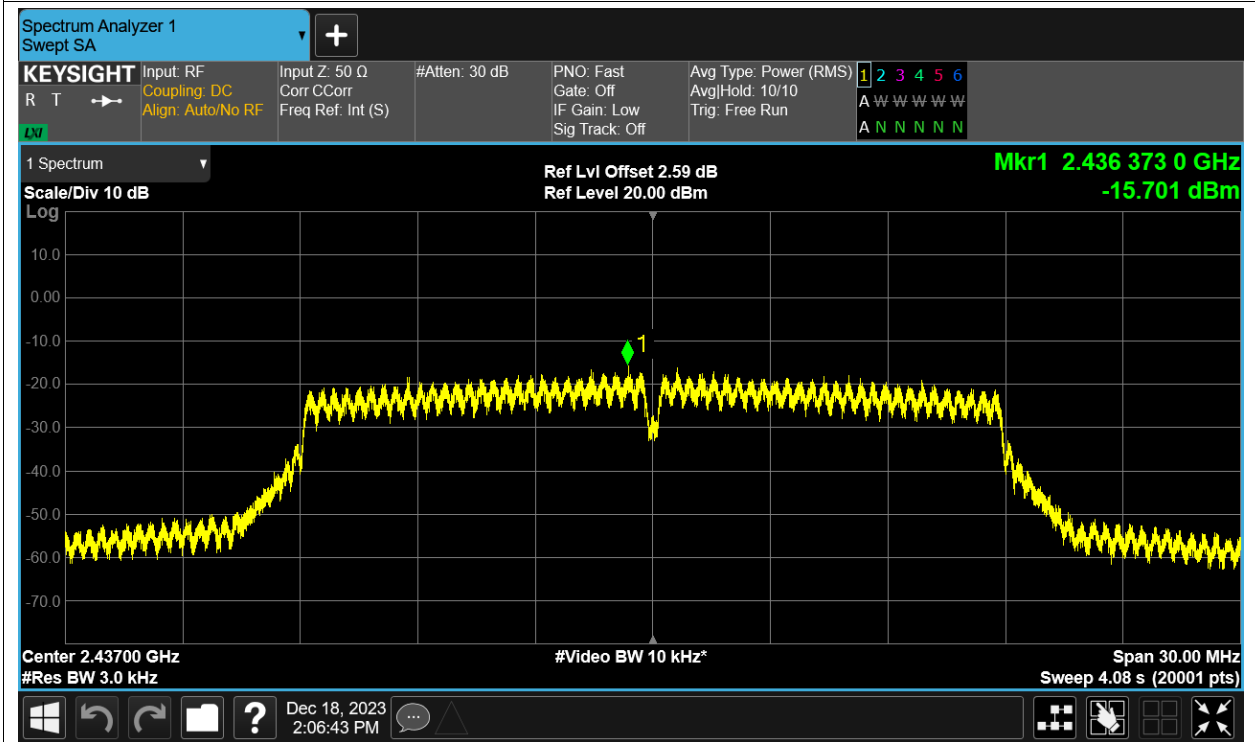 Spectrum Analyzer 1
Swept SA
KEYSIGHT
R T
LXI
Input: RF
Coupling: DC
Align: Auto/No RF
Input Z: 50 Ω
Corr CCorr
Freq Ref: Int (S)
#Atten: 30 dB
PNO: Fast
Gate: Off
IF Gain: Low
Sig Track: Off
Avg Type: Power (RMS)
Avg|Hold: 10/10
Trig: Free Run
1 2 3 4 5 6
A W W W W W
A N N N N N
1 Spectrum
Scale/Div 10 dB
Log
Ref Lvl Offset 2.59 dB
Ref Level 20.00 dBm
Mkr1 2.436 373 0 GHz
-15.701 dBm
10.0
0.00
-10.0
-20.0
-30.0
-40.0
-50.0
-60.0
-70.0
1
Center 2.43700 GHz
#Res BW 3.0 kHz
#Video BW 10 kHz*
Span 30.00 MHz
Sweep 4.08 s (20001 pts)
?
Dec 18, 2023
2:06:43 PM